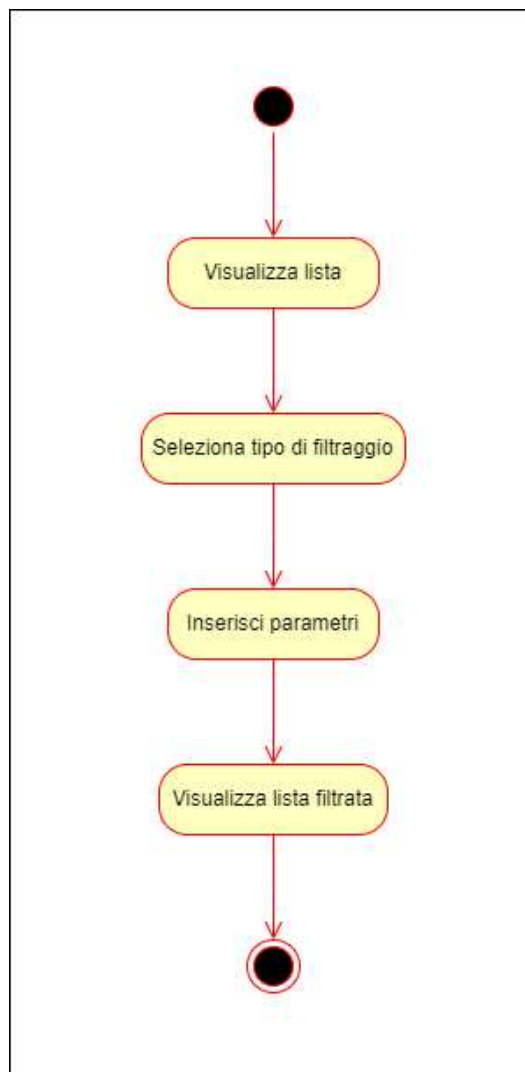 Visualizza lista
Seleziona tipo di filtraggio
Inserisci parametri
Visualizza lista filtrata